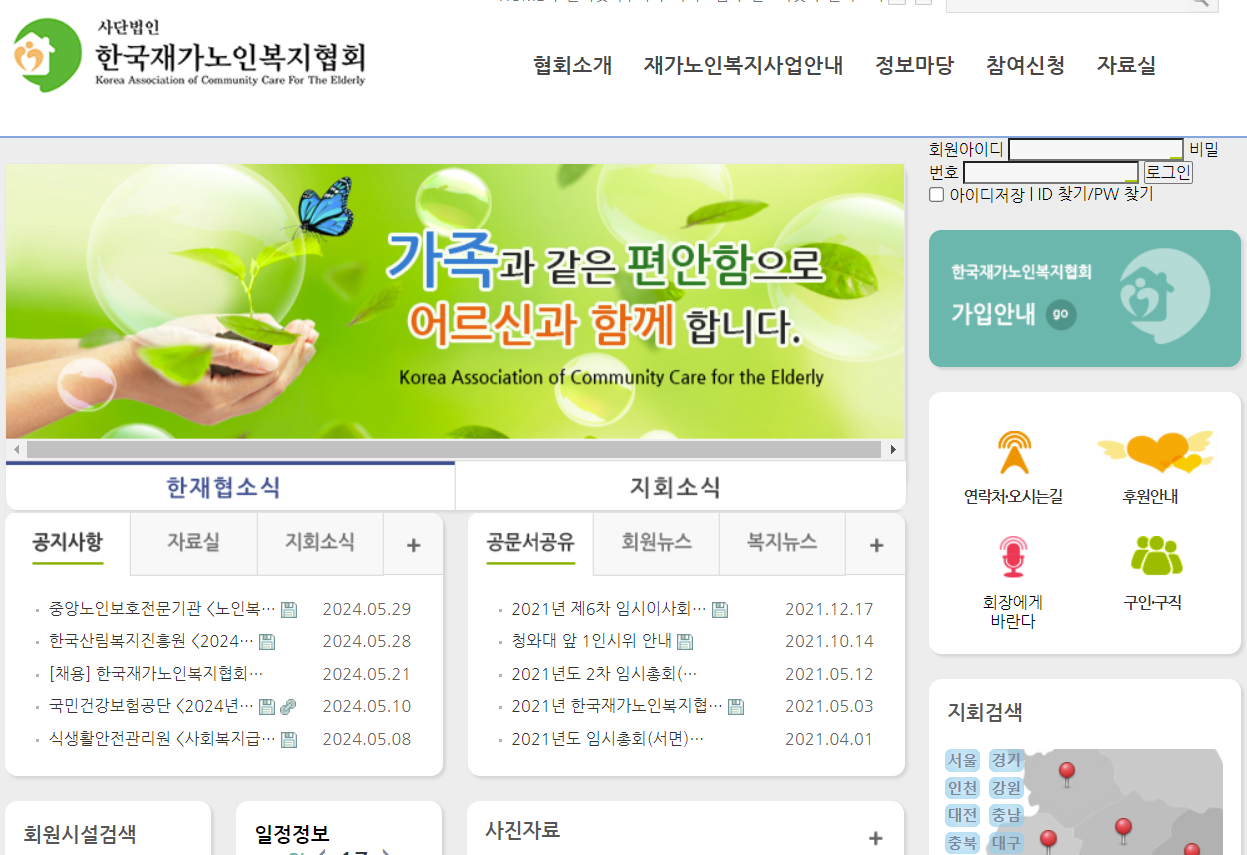 사단법인
한국재가노인복지협회
Korea Association of Community Care For The Elderly
협회소개 재가노인복지사업안내 정보마당 참여신청 자료실
회원아이디 비밀
번호 로그인
아이디저장 | ID 찾기/PW 찾기
가족과 같은 편안함으로
어르신과 함께 합니다.
Korea Association of Community Care for the Elderly
한국재가노인복지협회
가입안내 go
한재협소식 지회소식
공지사항 자료실 지회소식 +
중앙노인보호전문기관 <노인복… 2024.05.29
한국산림복지진흥원 <2024… 2024.05.28
[채용] 한국재가노인복지협회… 2024.05.21
국민건강보험공단 <2024년… 2024.05.10
식생활안전관리원 <사회복지급… 2024.05.08
공문서공유 회원뉴스 복지뉴스 +
2021년 제6차 임시이사회… 2021.12.17
청와대 앞 1인시위 안내 2021.10.14
2021년도 2차 임시총회(… 2021.05.12
2021년 한국재가노인복지협… 2021.05.03
2021년도 임시총회(서면)… 2021.04.01
연락처·오시는길 후원안내
회장에게
바란다
구인·구직
지회검색
서울 경기
인천 강원
대전 충남
충북 대구
회원시설검색
일정정보
사진자료 +